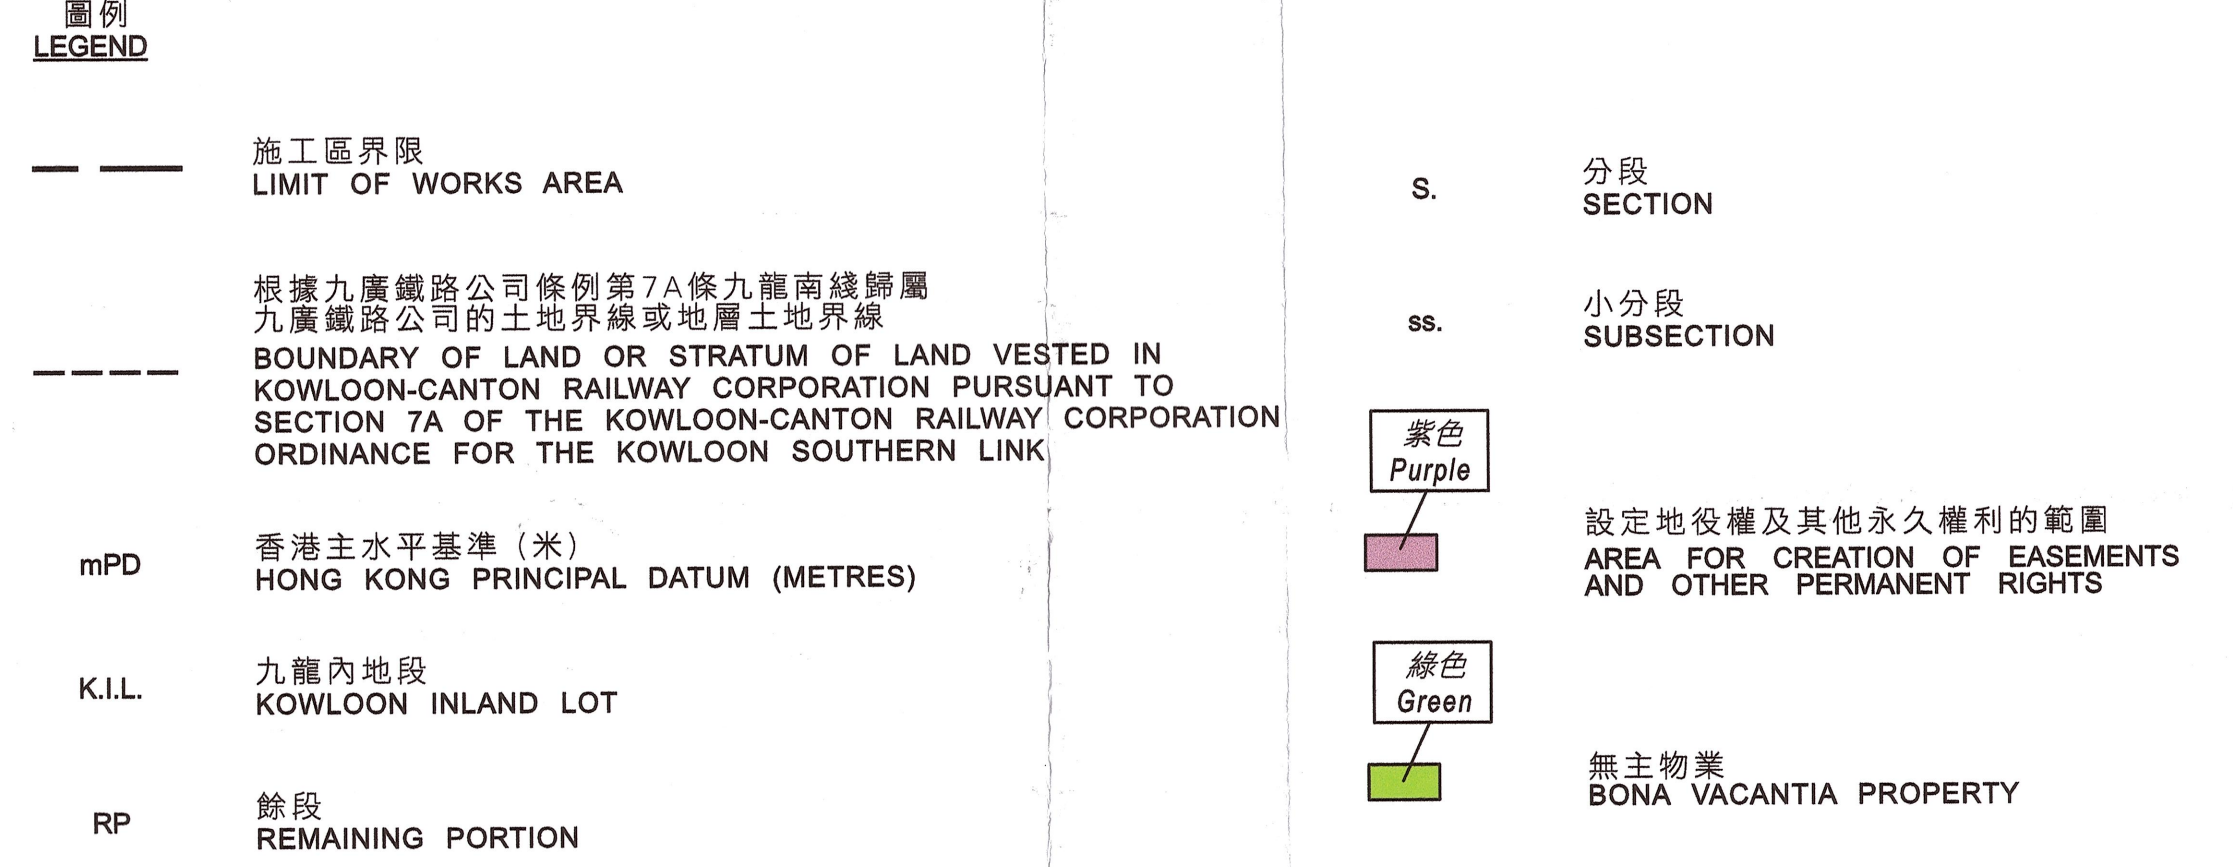 圖例
LEGEND
施工區界限
LIMIT OF WORKS AREA
根據九廣鐵路公司條例第7A條九龍南綫歸屬
九廣鐵路公司的土地界線或地層土地界線
BOUNDARY OF LAND OR STRATUM OF LAND VESTED IN
KOWLOON-CANTON RAILWAY CORPORATION PURSUANT TO
SECTION 7A OF THE KOWLOON-CANTON RAILWAY CORPORATION
ORDINANCE FOR THE KOWLOON SOUTHERN LINK
mPD
香港主水平基準（米）
HONG KONG PRINCIPAL DATUM (METRES)
K.I.L.
九龍內地段
KOWLOON INLAND LOT
RP
餘段
REMAINING PORTION
S.
分段
SECTION
ss.
小分段
SUBSECTION
紫色
Purple
設定地役權及其他永久權利的範圍
AREA FOR CREATION OF EASEMENTS
AND OTHER PERMANENT RIGHTS
綠色
Green
無主物業
BONA VACANTIA PROPERTY